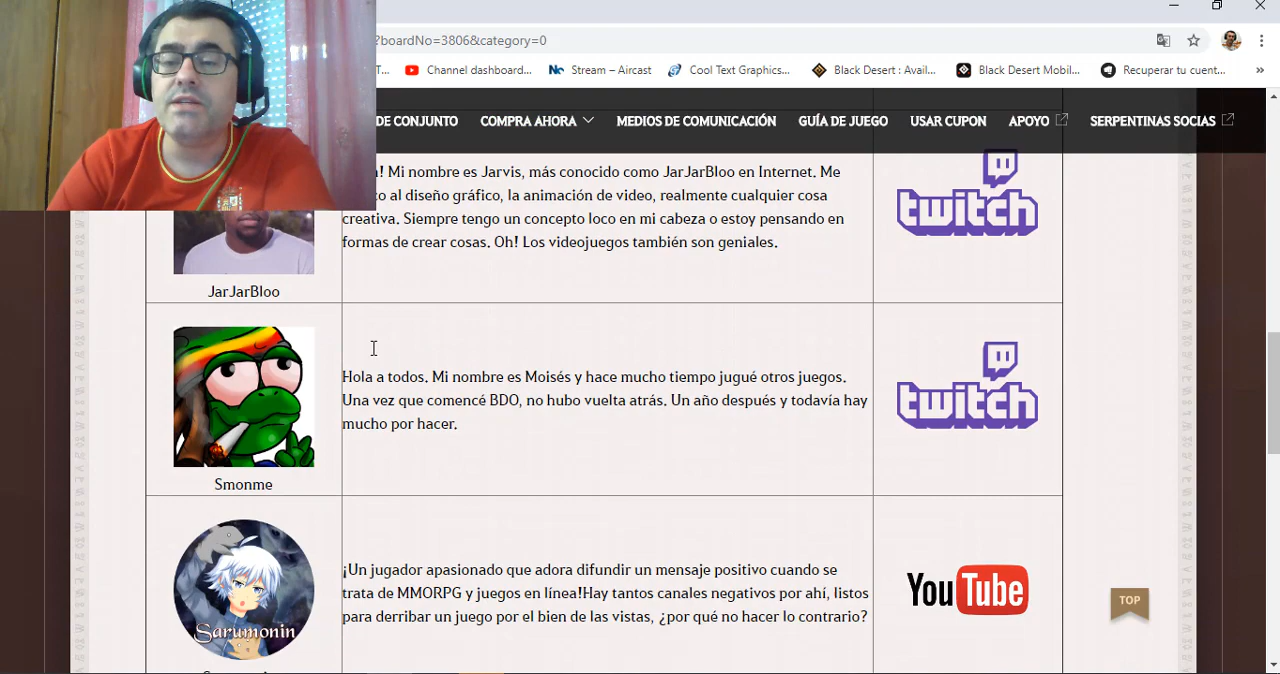 ?boardNo=3806&category=0
T... Channel dashboard... Stream – Aircast Cool Text Graphics... Black Desert : Avail... Black Desert Mobil... Recuperar tu cuent... »
DE CONJUNTO COMPRA AHORA MEDIOS DE COMUNICACIÓN GUÍA DE JUEGO USAR CUPON APOYO SERPENTINAS SOCIAS
! Mi nombre es Jarvis, más conocido como JarJarBloo en Internet. Me
co al diseño gráfico, la animación de video, realmente cualquier cosa
creativa. Siempre tengo un concepto loco en mi cabeza o estoy pensando en
formas de crear cosas. Oh! Los videojuegos también son geniales.
twitch
JarJarBloo
Hola a todos. Mi nombre es Moisés y hace mucho tiempo jugué otros juegos.
Una vez que comencé BDO, no hubo vuelta atrás. Un año después y todavía hay
mucho por hacer.
twitch
Smonme
¡Un jugador apasionado que adora difundir un mensaje positivo cuando se
trata de MMORPG y juegos en línea!Hay tantos canales negativos por ahí, listos
para derribar un juego por el bien de las vistas, ¿por qué no hacer lo contrario?
YouTube
Sarumonin
TOP